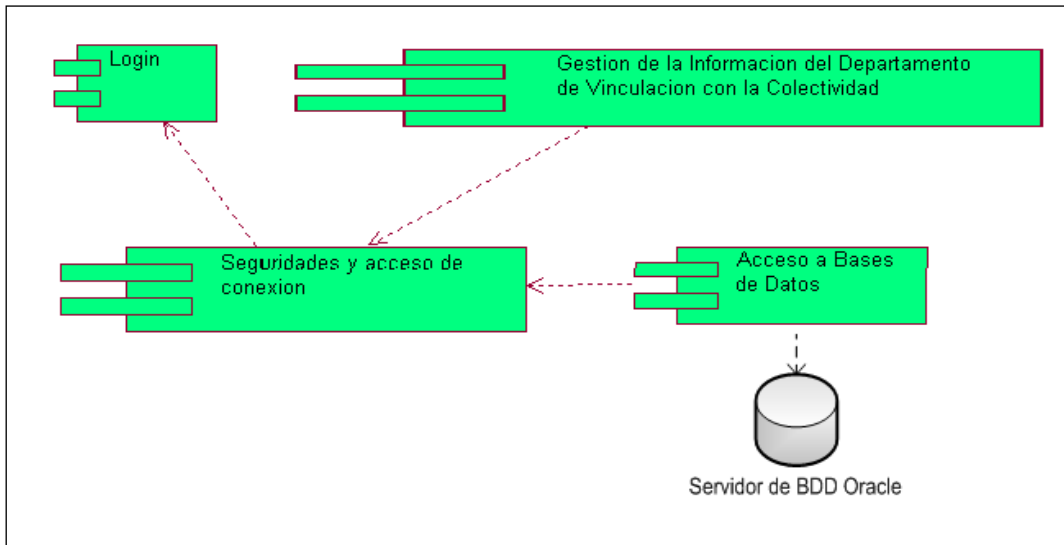 Login
Gestion de la Informacion del Departamento
de Vinculacion con la Colectividad
Seguridades y acceso de
conexion
Acceso a Bases
de Datos
Servidor de BDD Oracle